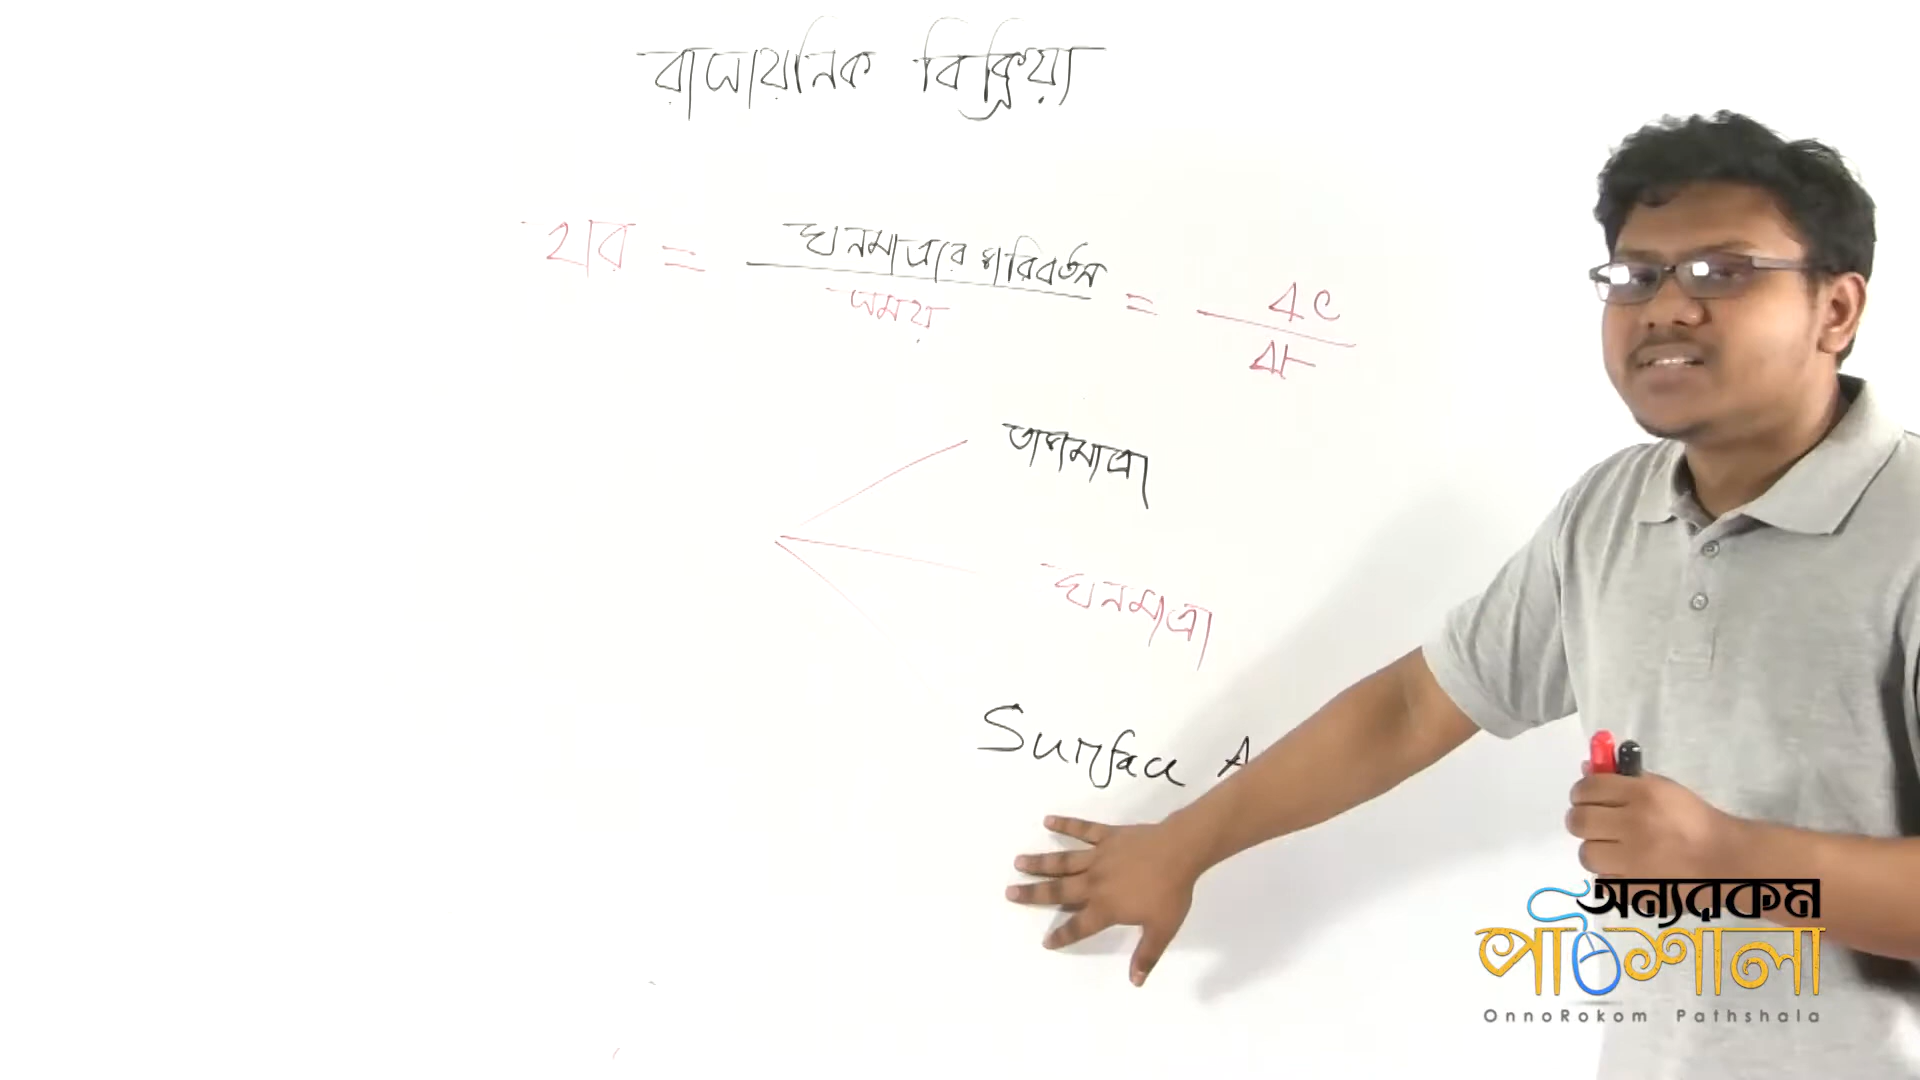 রাসায়নিক বিক্রিয়া
হার = ঘনমাত্রার পরিবর্তন / সময় = Δc / Δt
তাপমাত্রা
ঘনমাত্রা
Surface A
অন্যরকম
পাঠশালা
OnnoRokom Pathshala